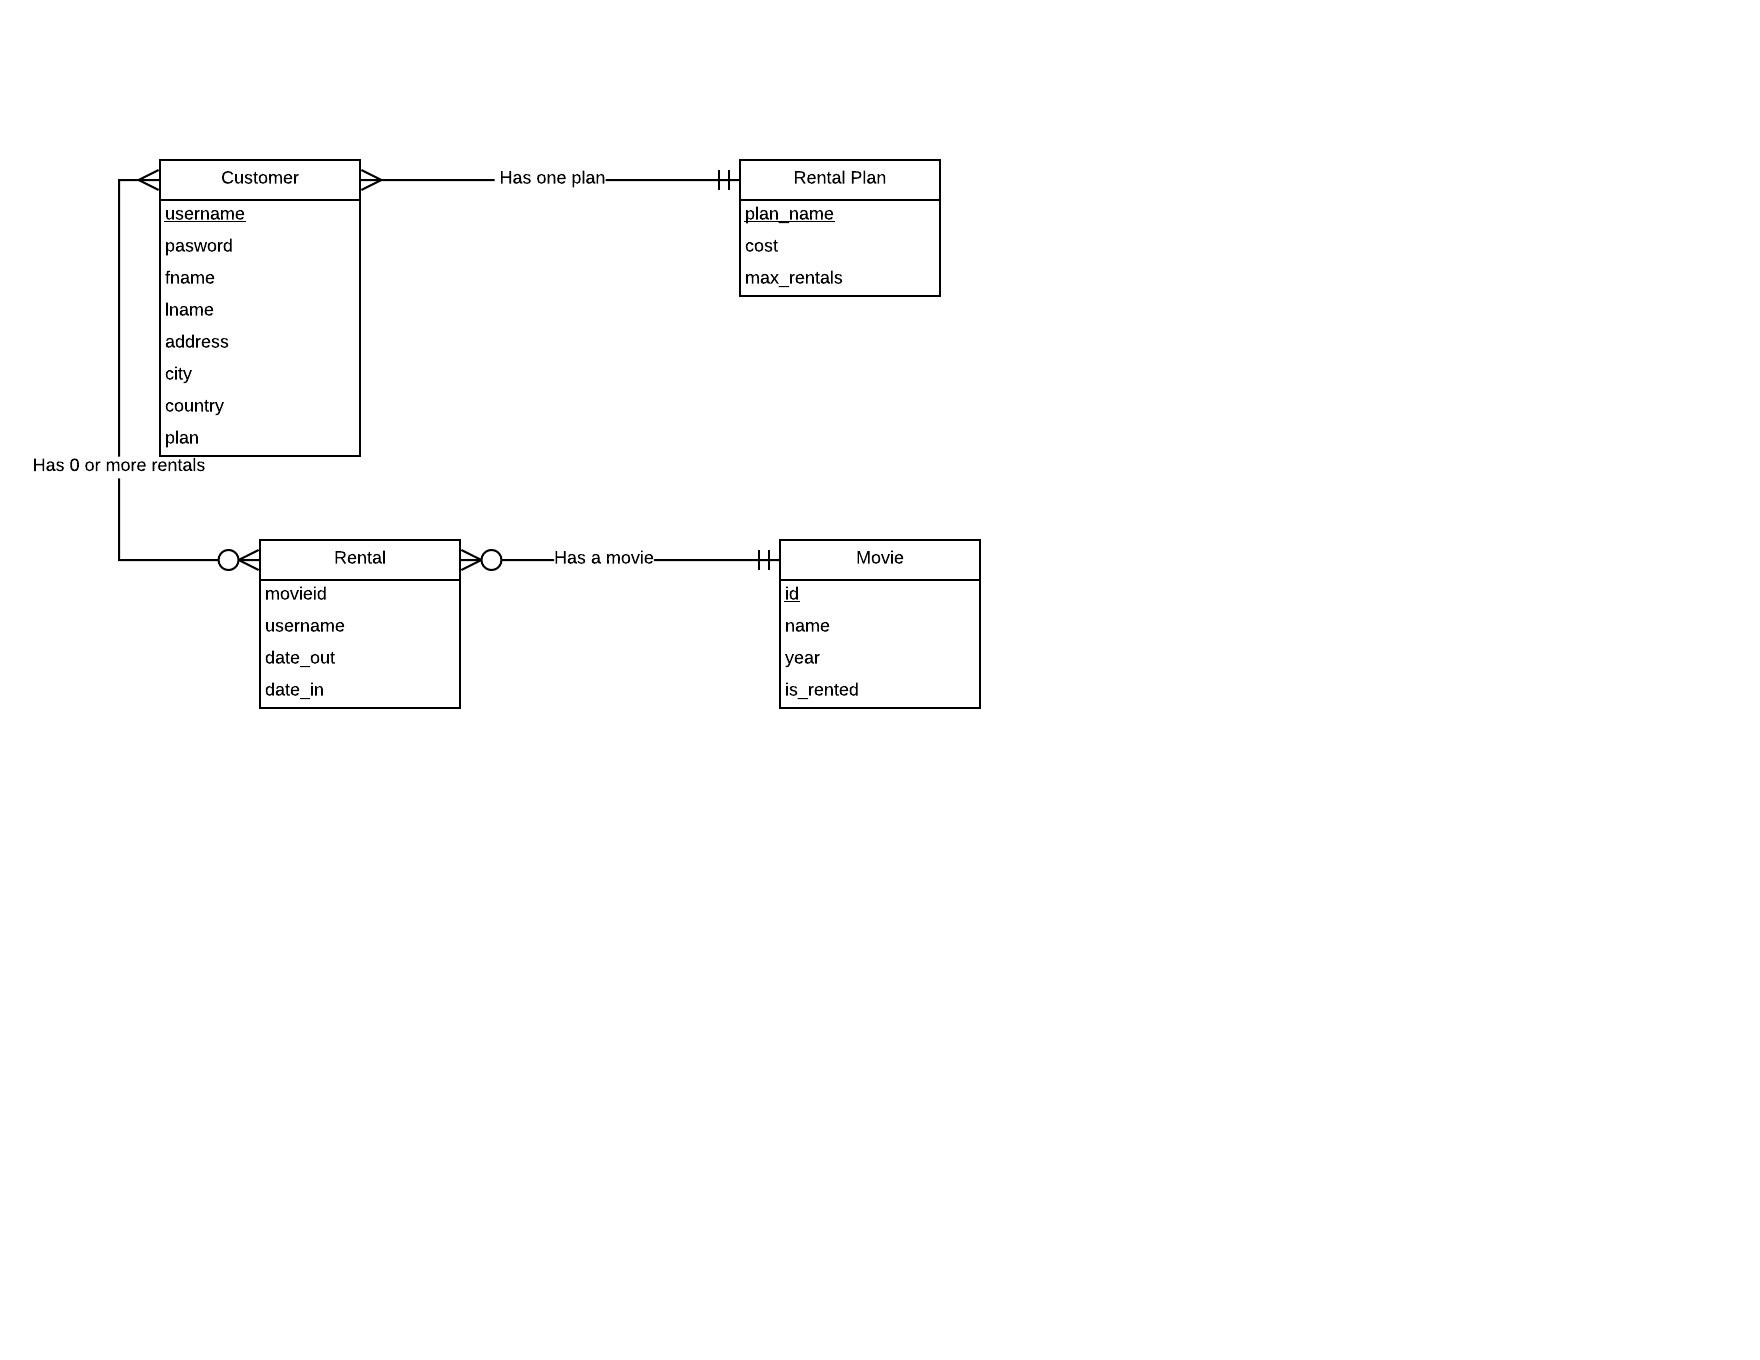 Customer
username
pasword
fname
lname
address
city
country
plan
Has one plan
Rental Plan
plan_name
cost
max_rentals
Has 0 or more rentals
Rental
movieid
username
date_out
date_in
Has a movie
Movie
id
name
year
is_rented